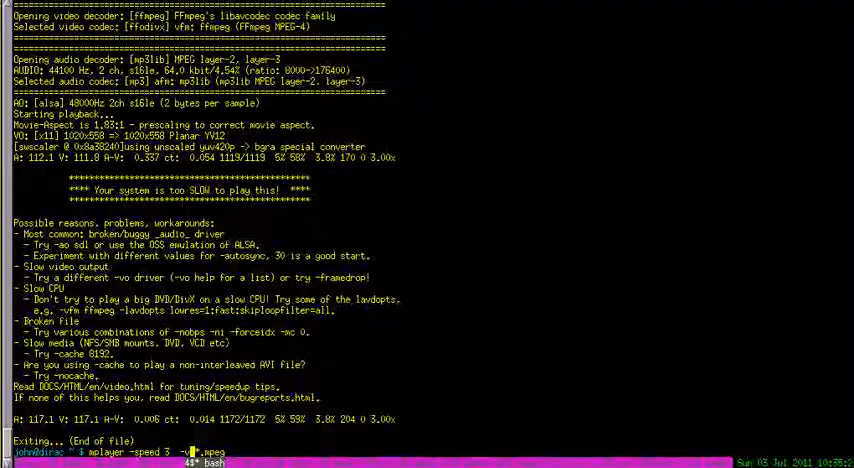 ==========================================================================
Opening video decoder: [ffmpeg] FFmpeg's libavcodec codec family
Selected video codec: [ffodivx] vfm: ffmpeg (FFmpeg MPEG-4)
==========================================================================
==========================================================================
Opening audio decoder: [mp3lib] MPEG layer-2, layer-3
AUDIO: 44100 Hz, 2 ch, s16le, 64.0 kbit/4.54% (ratio: 8000->176400)
Selected audio codec: [mp3] afm: mp3lib (mp3lib MPEG layer-2, layer-3)
==========================================================================
AO: [alsa] 48000Hz 2ch s16le (2 bytes per sample)
Starting playback...
Movie-Aspect is 1.83:1 - prescaling to correct movie aspect.
VO: [x11] 1020x558 => 1020x558 Planar YV12
[swscaler @ 0x8a38240]using unscaled yuv420p -> bgra special converter
A: 112.1 V: 111.8 A-V: 0.337 ct: 0.054 1119/1119 5% 58% 3.8% 170 0 3.00x
************************************************
**** Your system is too SLOW to play this! ****
************************************************
Possible reasons, problems, workarounds:
- Most common: broken/buggy _audio_ driver
- Try -ao sdl or use the OSS emulation of ALSA.
- Experiment with different values for -autosync, 30 is a good start.
- Slow video output
- Try a different -vo driver (-vo help for a list) or try -framedrop!
- Slow CPU
- Don't try to play a big DVD/DivX on a slow CPU! Try some of the lavdopts,
e.g. -vfm ffmpeg -lavdopts lowres=1:fast:skiploopfilter=all.
- Broken file
- Try various combinations of -nobps -ni -forceidx -mc 0.
- Slow media (NFS/SMB mounts, DVD, VCD etc)
- Try -cache 8192.
- Are you using -cache to play a non-interleaved AVI file?
- Try -nocache.
Read DOCS/HTML/en/video.html for tuning/speedup tips.
If none of this helps you, read DOCS/HTML/en/bugreports.html.
A: 117.1 V: 117.1 A-V: 0.006 ct: 0.014 1172/1172 5% 59% 3.8% 204 0 3.00x
Exiting... (End of file)
john@dirac ~ $ mplayer -speed 3 -v*.mpeg
4$* bash Sun 03 Jul 2011 10:35:2